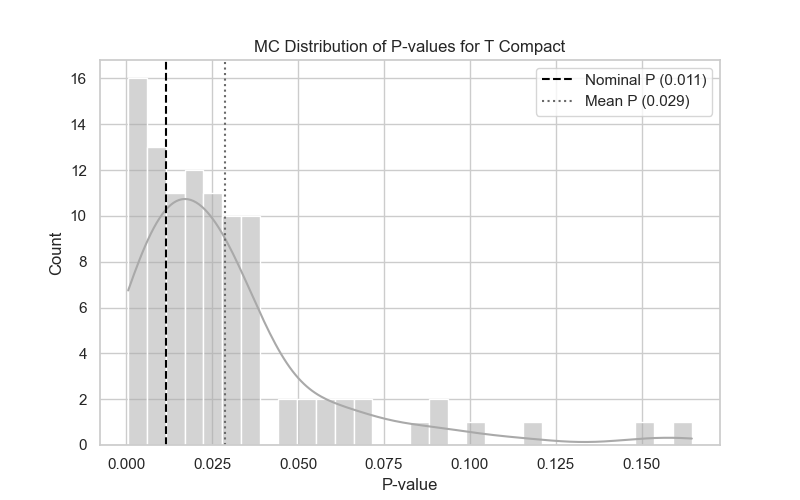 MC Distribution of P-values for T Compact
Nominal P (0.011)
Mean P (0.029)
Count
16
14
12
10
8
6
4
2
0
0.000 0.025 0.050 0.075 0.100 0.125 0.150
P-value